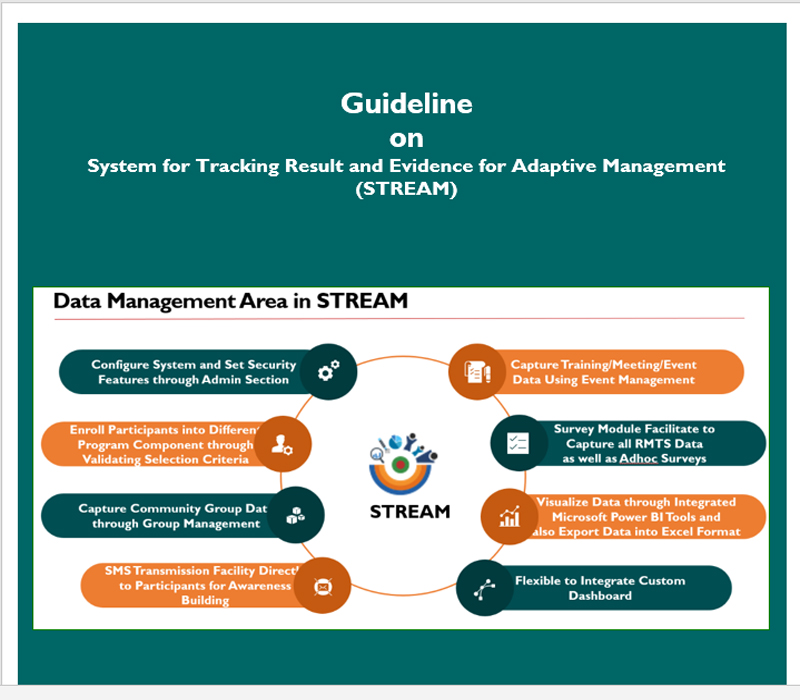 Guideline
on
System for Tracking Result and Evidence for Adaptive Management
(STREAM)
Data Management Area in STREAM
Configure System and Set Security
Features through Admin Section
Enroll Participants into Differen
Program Component through
Validating Selection Criteria
Capture Community Group Dat
through Group Management
SMS Transmission Facility Directl
to Participants for Awareness
Building
STREAM
Capture Training/Meeting/Event
Data Using Event Management
Survey Module Facilitate to
Capture all RMTS Data
as well as Adhoc Surveys
Visualize Data through Integrated
Microsoft Power BI Tools and
also Export Data into Excel Format
Flexible to Integrate Custom
Dashboard